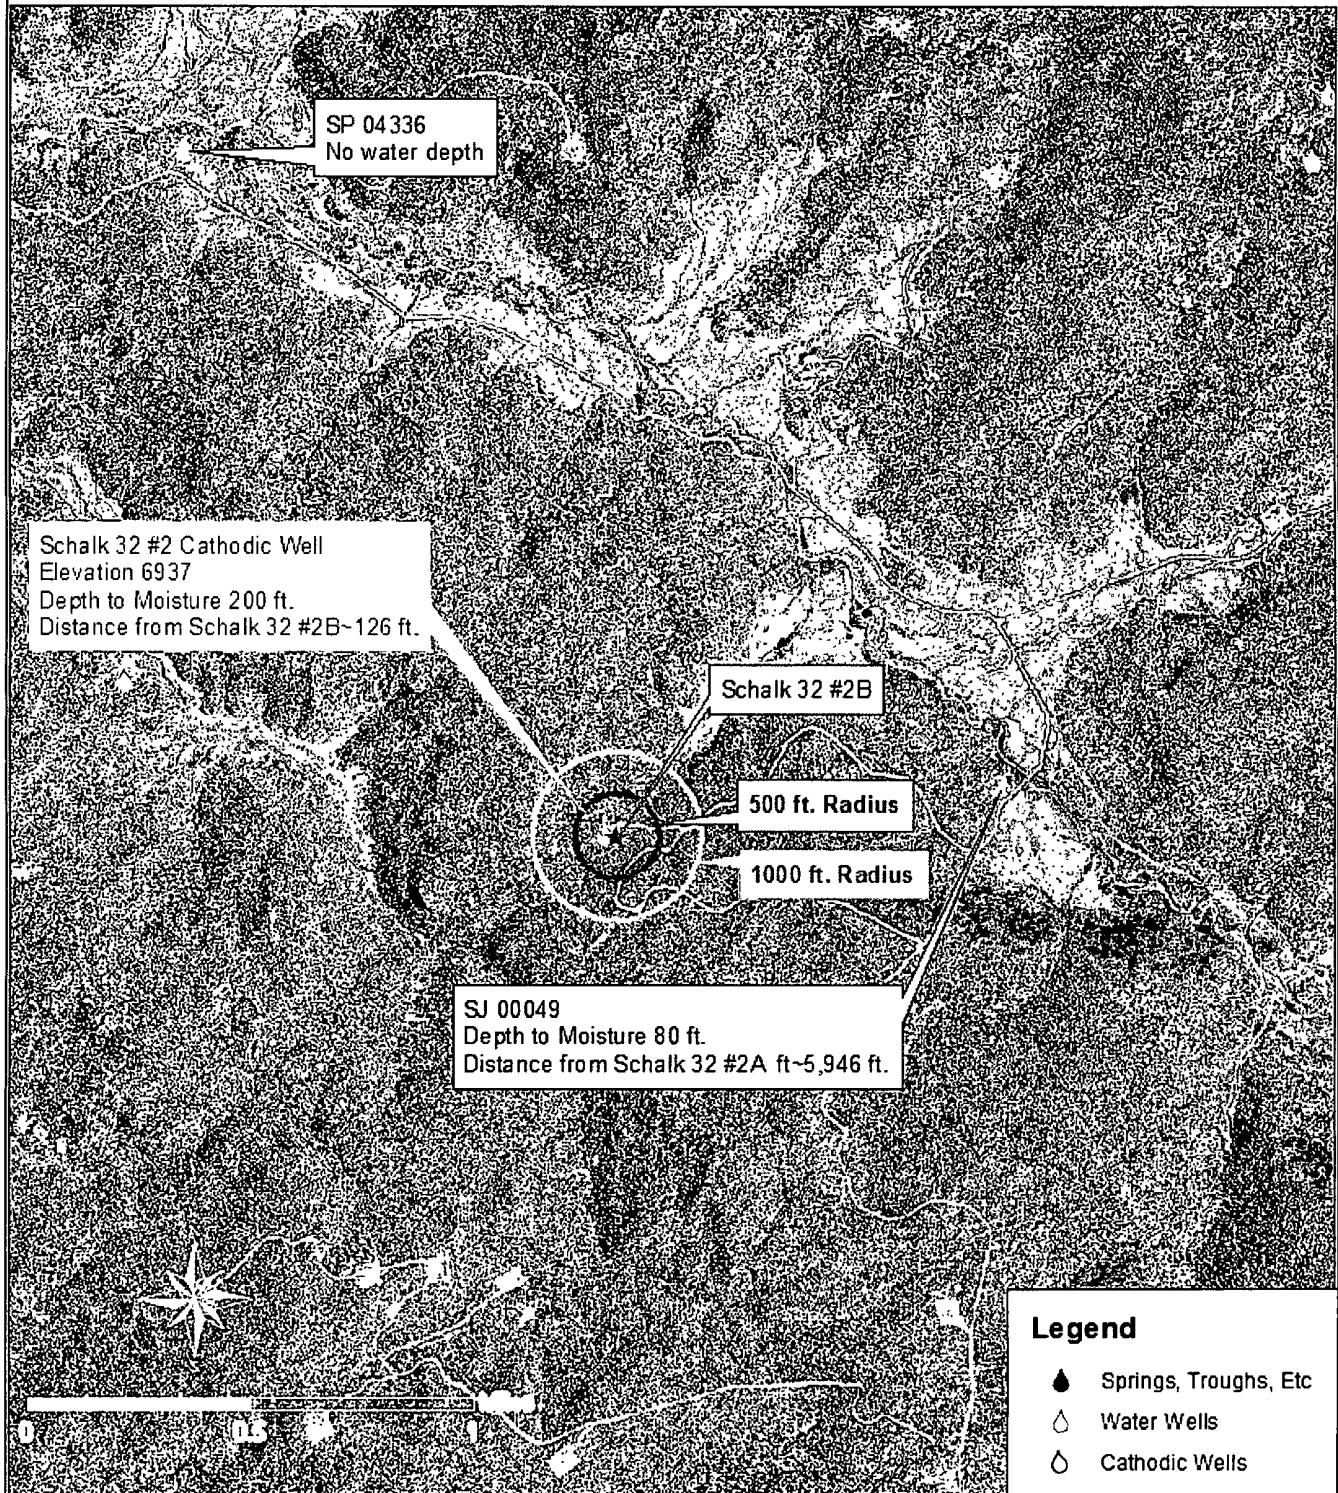 SP 04336
No water depth
Schalk 32 #2 Cathodic Well
Elevation 6937
Depth to Moisture 200 ft.
Distance from Schalk 32 #2B~126 ft.
Schalk 32 #2B
500 ft. Radius
1000 ft. Radius
SJ 00049
Depth to Moisture 80 ft.
Distance from Schalk 32 #2A ft~5,946 ft.
0 0.5 1
Legend
Springs, Troughs, Etc
Water Wells
Cathodic Wells